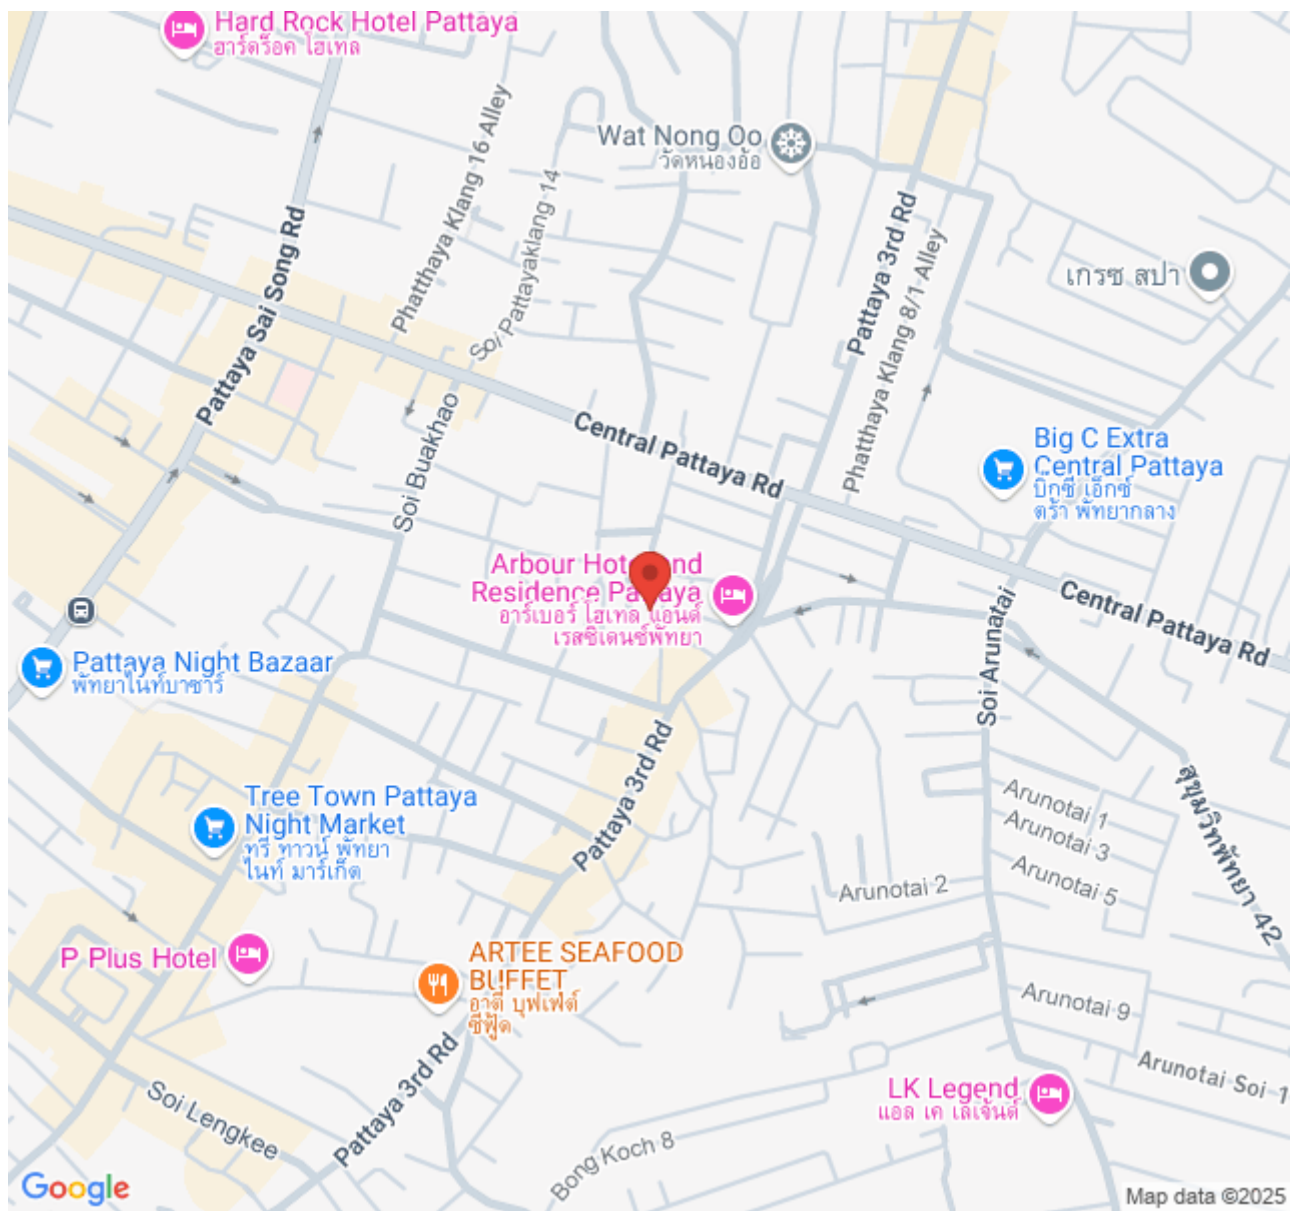 Hard Rock Hotel Pattaya
ฮาร์ดร็อค โฮเทล
Phatthaya Klang 16 Alley
Wat Nong Oo
วัดหนองอ้อ
Soi Pattayaklang 14
Pattaya 3rd Rd
Phatthaya Klang 8/1 Alley
เกรซ สปา
Pattaya Sai Song Rd
Soi Buakhao
Central Pattaya Rd
Big C Extra
Central Pattaya
บิ๊กซี เอ็กซ์
ตร้า พัทยากลาง
Arbour Hotel and
Residence Pattaya
อาร์เบอร์ โฮเทล แอนด์
เรสซิเดนซ์พัทยา
Central Pattaya Rd
Soi Arunatai
Pattaya Night Bazaar
พัทยาไนท์บาซาร์
Pattaya 3rd Rd
สุขุมวิทพัทยา 42
Tree Town Pattaya
Night Market
ทรี ทาวน์ พัทยา
ไนท์ มาร์เก็ต
Arunotai 1
Arunotai 3
Arunotai 5
Arunotai 2
P Plus Hotel
ARTEE SEAFOOD
BUFFET
อาตี บุฟเฟ่ต์
ซีฟู้ด
Arunotai 9
Arunotai Soi 1
Pattaya 3rd Rd
Soi Lengkee
LK Legend
แอล เค เล็เจ้นด์
Bong Koch 8
Google
Map data ©2025